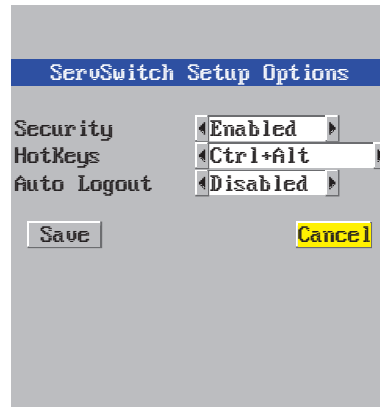 ServSwitch Setup Options
Security Enabled
HotKeys Ctrl+Alt
Auto Logout Disabled
Save Cancel